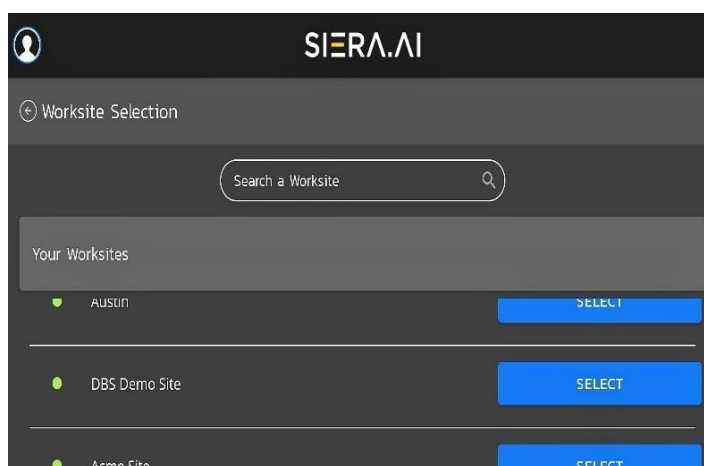 SIERA.AI
Worksite Selection
Search a Worksite
Your Worksites
Austin SELECT
DBS Demo Site SELECT
Acme Site SELECT